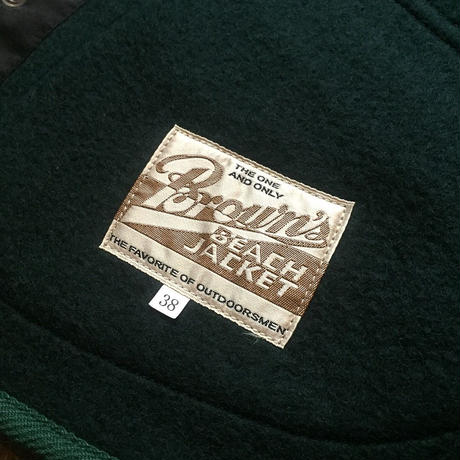 THE ONE
AND ONLY
Brown's
BEACH
JACKET
THE FAVORITE OF OUTDOORSMEN
38